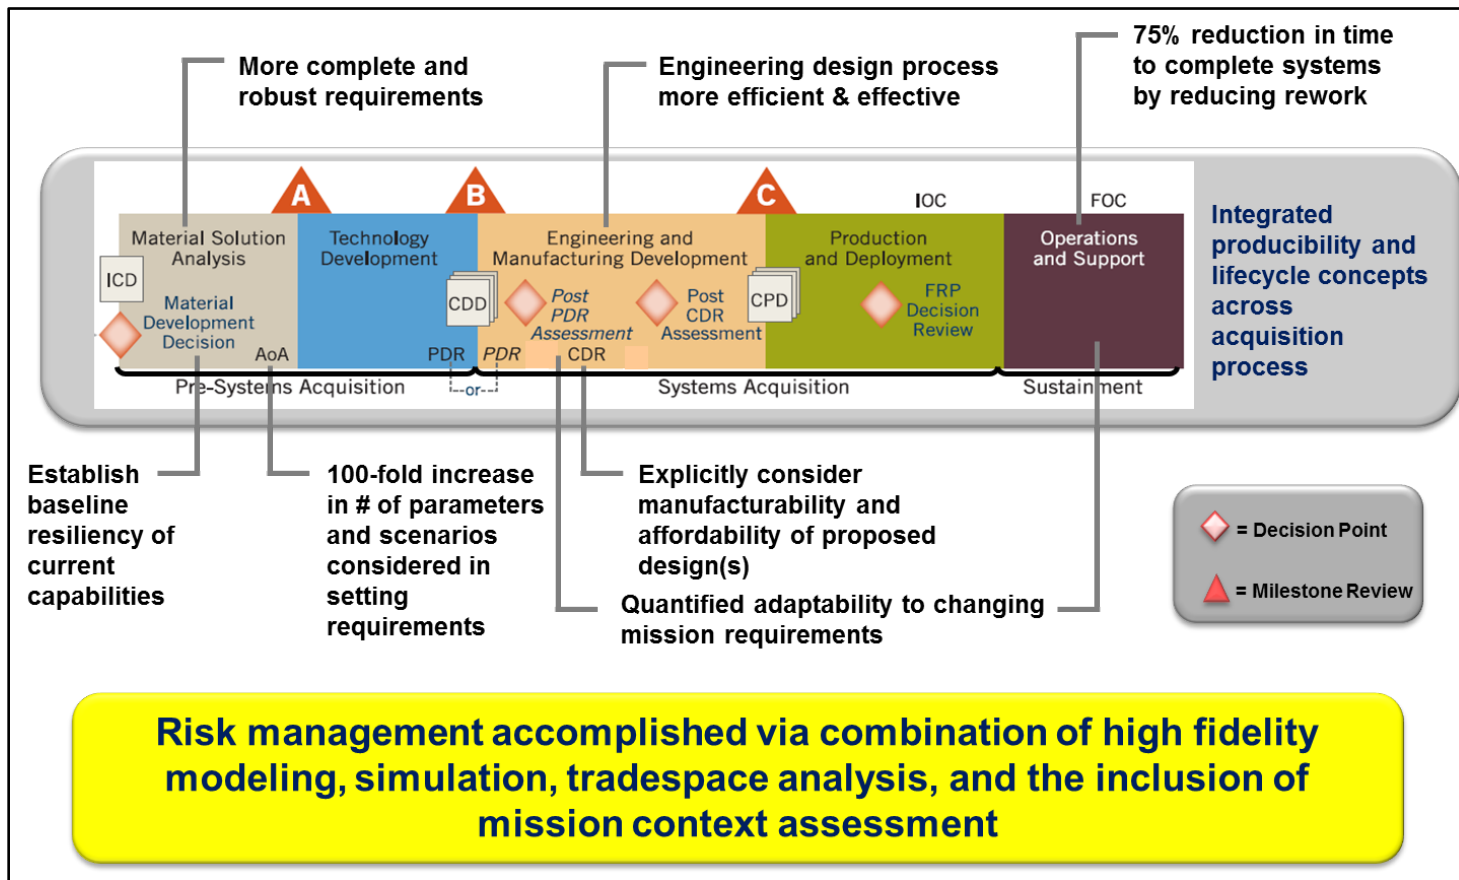 More complete and
robust requirements
Engineering design process
more efficient & effective
75% reduction in time
to complete systems
by reducing rework
A
B
C
IOC
FOC
Material Solution
Analysis
Technology
Development
Engineering and
Manufacturing Development
Production
and Deployment
Operations
and Support
ICD
Material
Development
Decision
AoA
CDD
PDR
PDR
Post
PDR
Assessment
CDR
Post
CDR
Assessment
CPD
FRP
Decision
Review
Pre-Systems Acquisition
or
Systems Acquisition
Sustainment
Integrated
producibility and
lifecycle concepts
across
acquisition
process
Establish
baseline
resiliency of
current
capabilities
100-fold increase
in # of parameters
and scenarios
considered in
setting
requirements
Explicitly consider
manufacturability and
affordability of proposed
design(s)
Quantified adaptability to changing
mission requirements
= Decision Point
= Milestone Review
Risk management accomplished via combination of high fidelity
modeling, simulation, tradespace analysis, and the inclusion of
mission context assessment